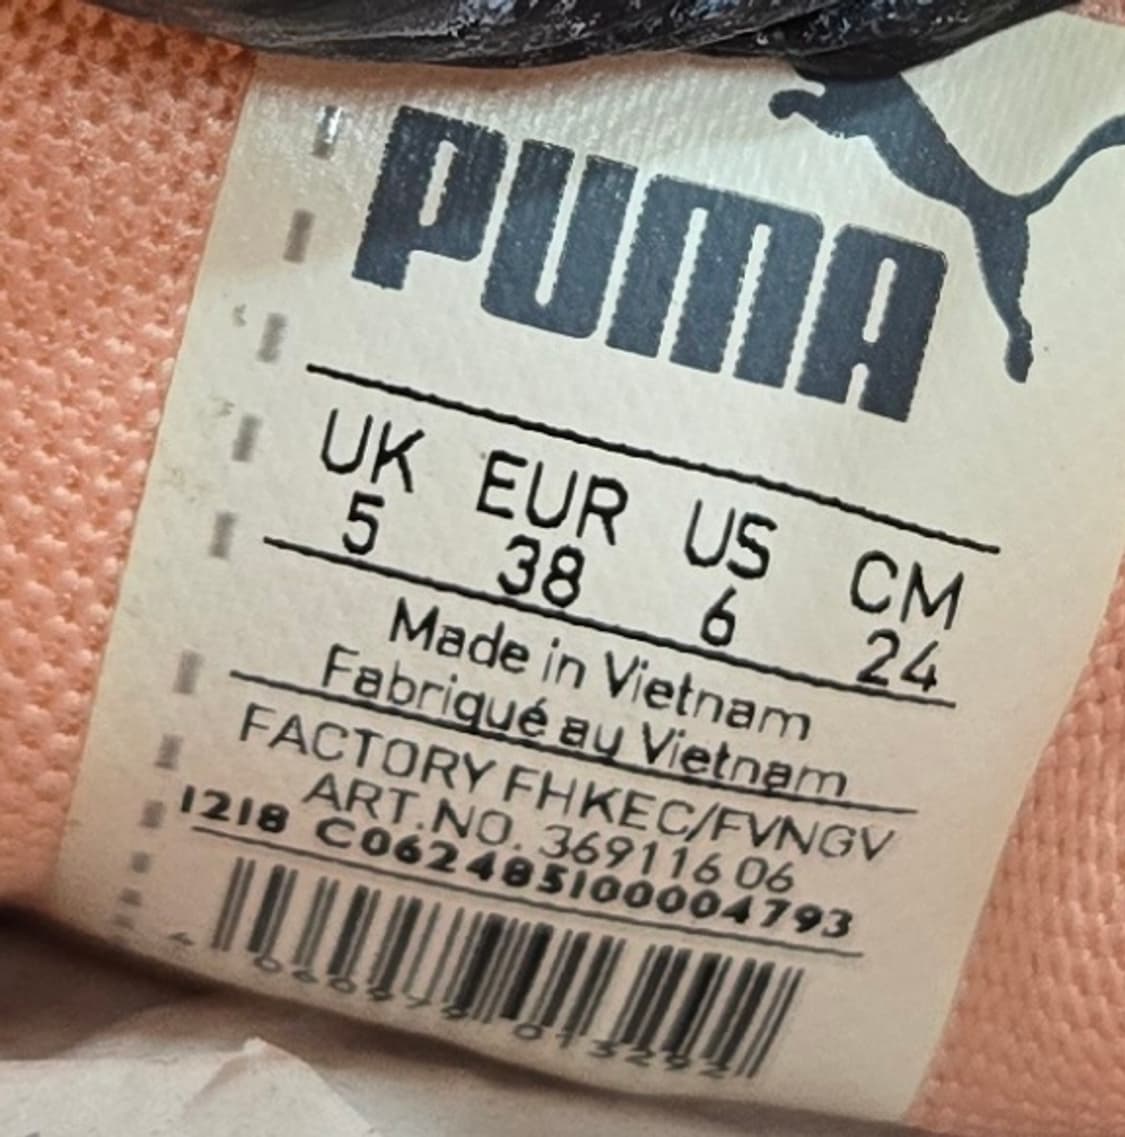 PUMA
UK EUR US CM
5 38 6 24
Made in Vietnam
Fabriqué au Vietnam
FACTORY FHKEC/FVNGV
ART.NO. 369116 06
1218 C062485100004793